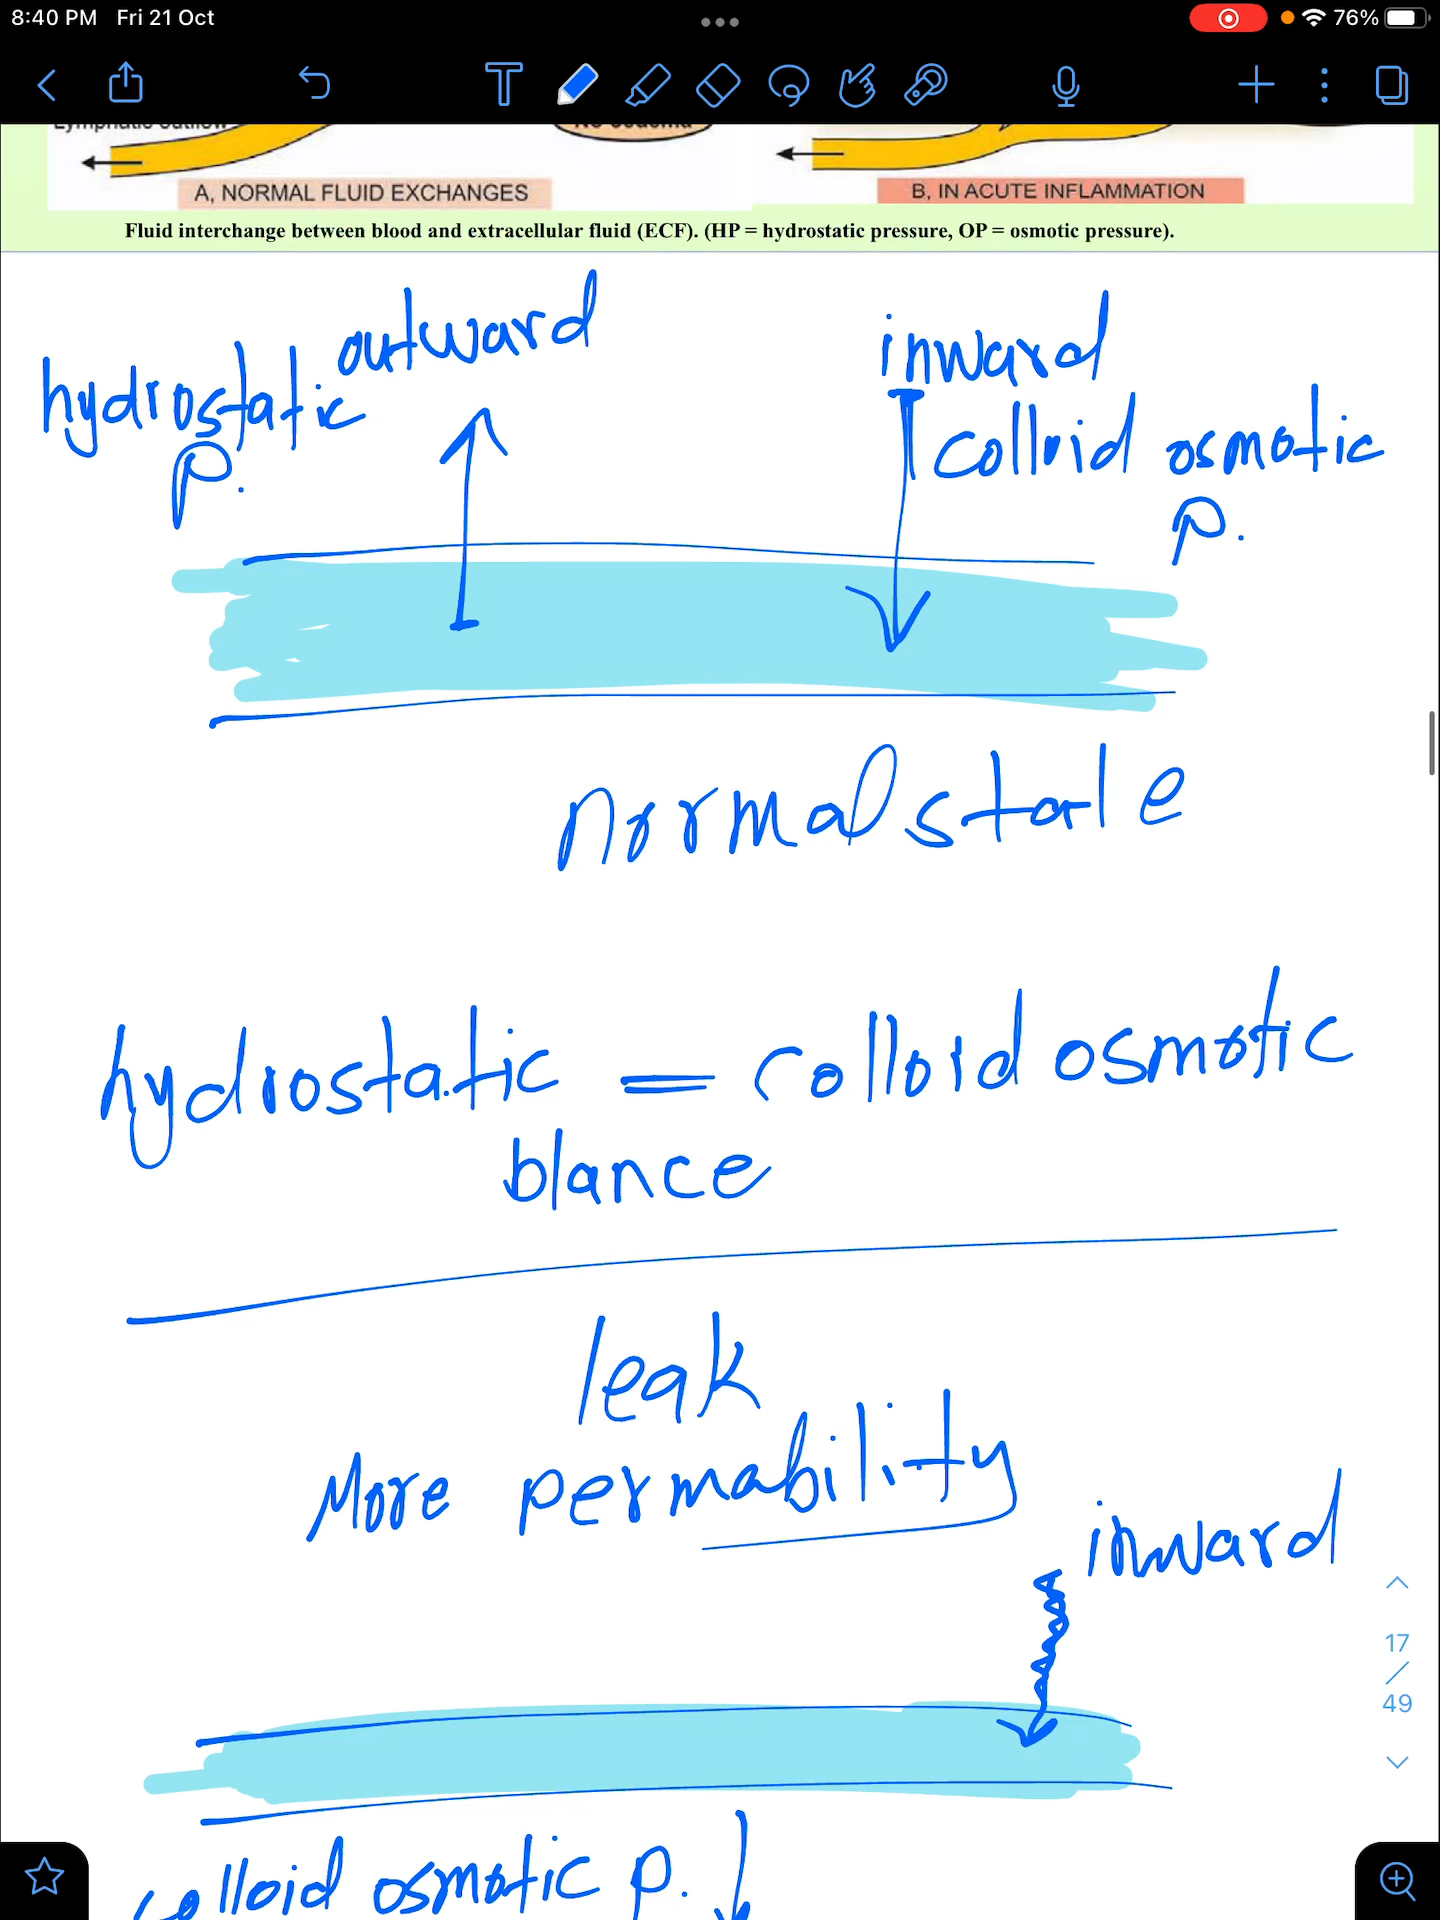 8:40 PM Fri 21 Oct
76%
A, NORMAL FLUID EXCHANGES
B, IN ACUTE INFLAMMATION
Fluid interchange between blood and extracellular fluid (ECF). (HP = hydrostatic pressure, OP = osmotic pressure).
outward
hydrostatic
P.
inward
colloid osmotic
P.
normal state
hydrostatic = colloid osmotic
blance
leak
More permability
inward
17
/
49
colloid osmotic p.